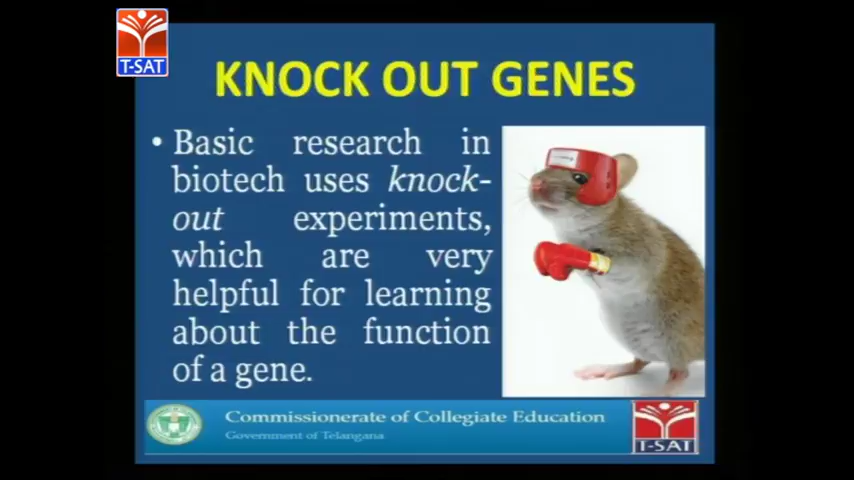 T-SAT
KNOCK OUT GENES
• Basic research in
biotech uses knock-
out experiments,
which are very
helpful for learning
about the function
of a gene.
Commissionerate of Collegiate Education
Government of Telangana
T-SAT